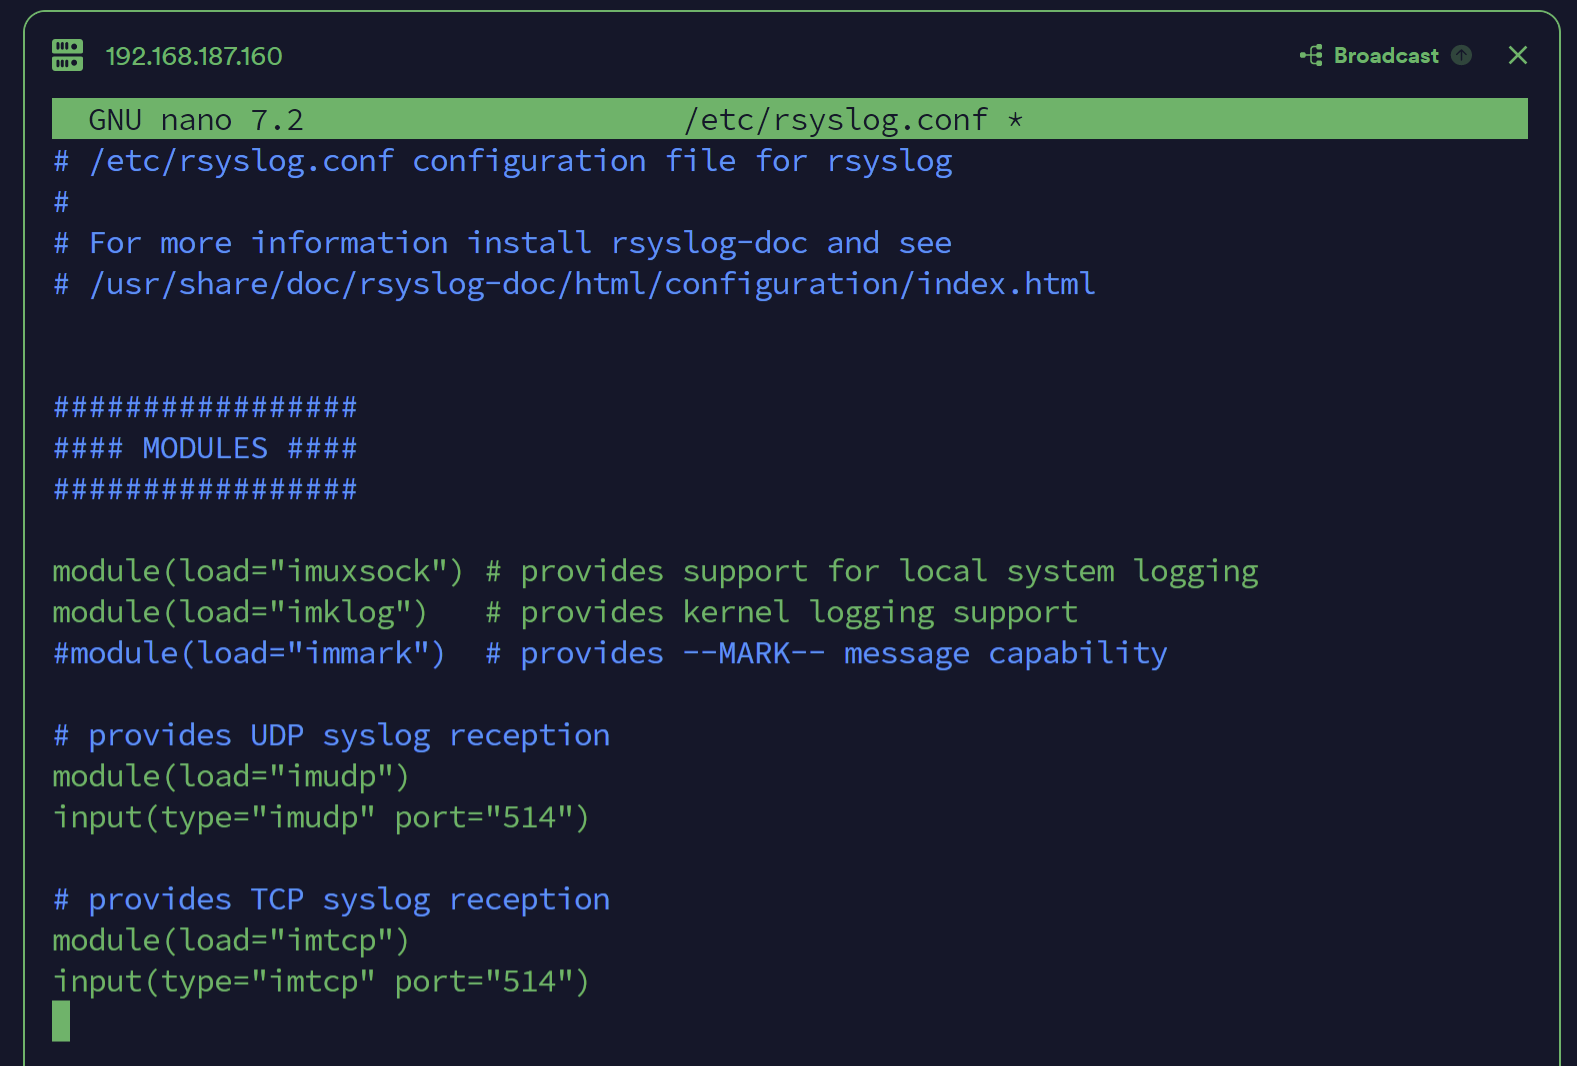 192.168.187.160 Broadcast
GNU nano 7.2 /etc/rsyslog.conf *
# /etc/rsyslog.conf configuration file for rsyslog
#
# For more information install rsyslog-doc and see
# /usr/share/doc/rsyslog-doc/html/configuration/index.html
#################
#### MODULES ####
#################
module(load="imuxsock") # provides support for local system logging
module(load="imklog")   # provides kernel logging support
#module(load="immark")  # provides --MARK-- message capability
# provides UDP syslog reception
module(load="imudp")
input(type="imudp" port="514")
# provides TCP syslog reception
module(load="imtcp")
input(type="imtcp" port="514")